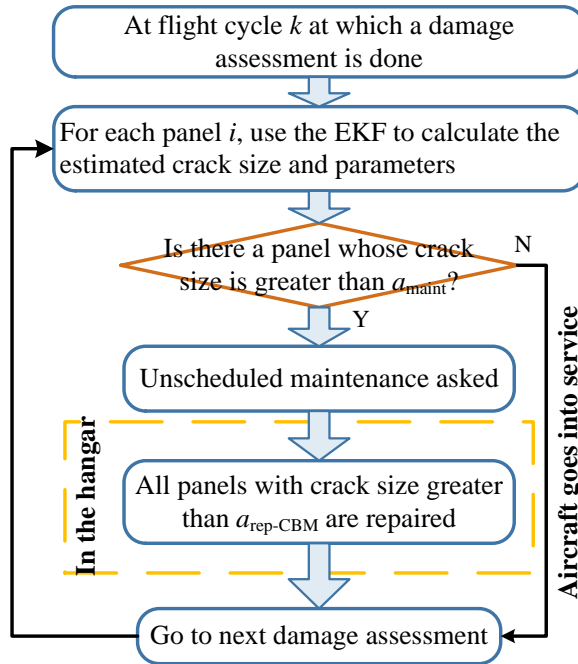 At flight cycle k at which a damage
assessment is done
For each panel i, use the EKF to calculate the
estimated crack size and parameters
Is there a panel whose crack
size is greater than a_maint?
N
Y
Unscheduled maintenance asked
In the hangar
All panels with crack size greater
than a_rep-CBM are repaired
Aircraft goes into service
Go to next damage assessment